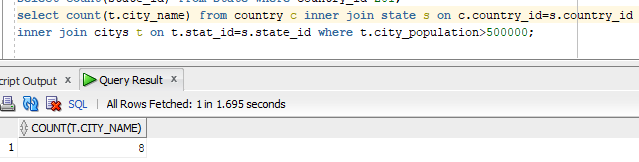 select count(t.city_name) from country c inner join state s on c.country_id=s.country_id
inner join citys t on t.stat_id=s.state_id where t.city_population>500000;
cript Output x Query Result x
SQL | All Rows Fetched: 1 in 1.695 seconds
COUNT(T.CITY_NAME)
1 8